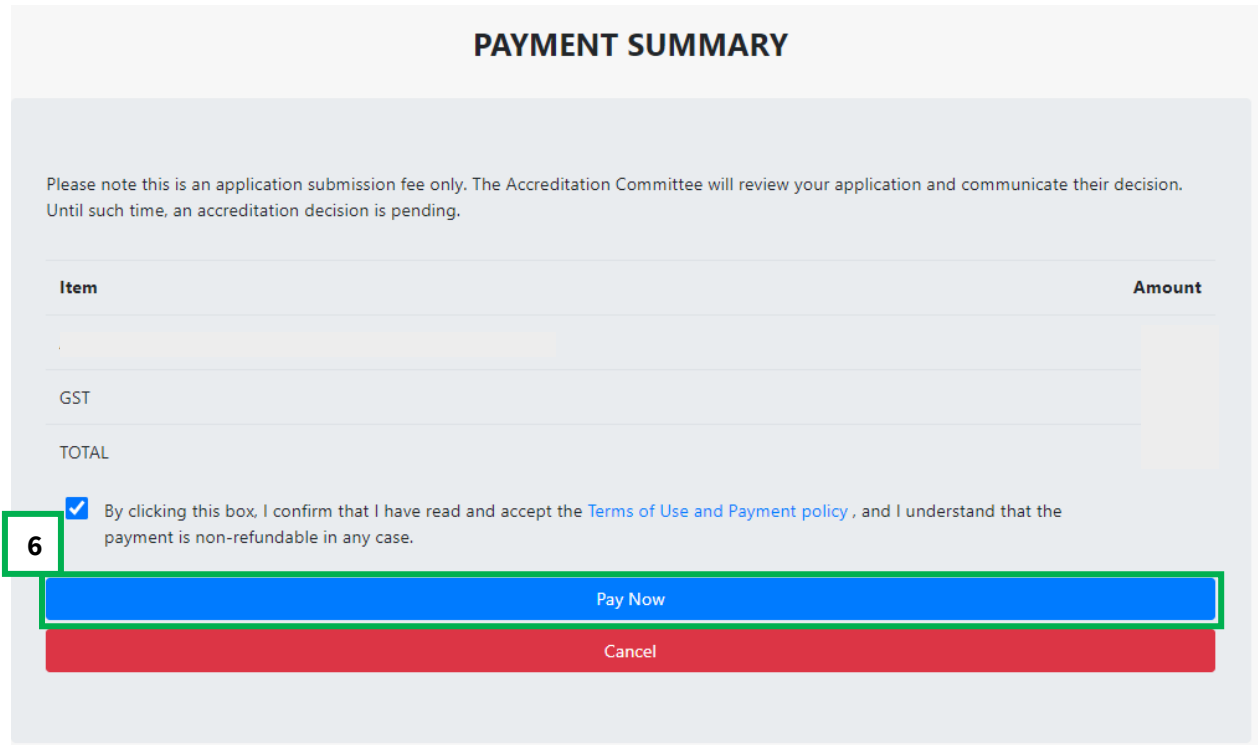 PAYMENT SUMMARY
Please note this is an application submission fee only. The Accreditation Committee will review your application and communicate their decision.
Until such time, an accreditation decision is pending.
Item Amount
GST
TOTAL
By clicking this box, I confirm that I have read and accept the Terms of Use and Payment policy , and I understand that the
payment is non-refundable in any case.
6
Pay Now
Cancel